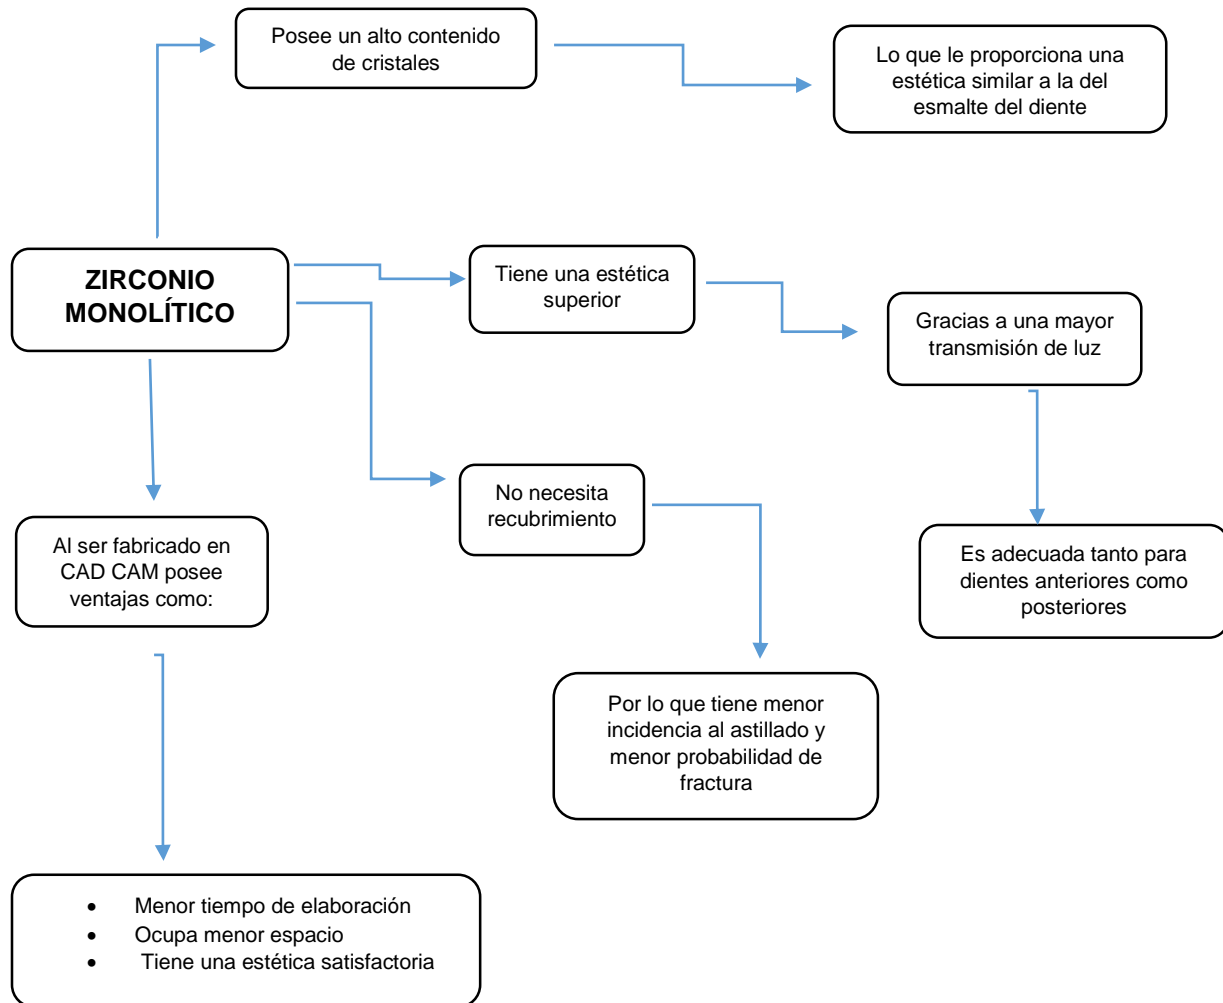 Posee un alto contenido
de cristales
Lo que le proporciona una
estética similar a la del
esmalte del diente
ZIRCONIO
MONOLÍTICO
Tiene una estética
superior
Gracias a una mayor
transmisión de luz
No necesita
recubrimiento
Al ser fabricado en
CAD CAM posee
ventajas como:
Es adecuada tanto para
dientes anteriores como
posteriores
Por lo que tiene menor
incidencia al astillado y
menor probabilidad de
fractura
• Menor tiempo de elaboración
• Ocupa menor espacio
• Tiene una estética satisfactoria